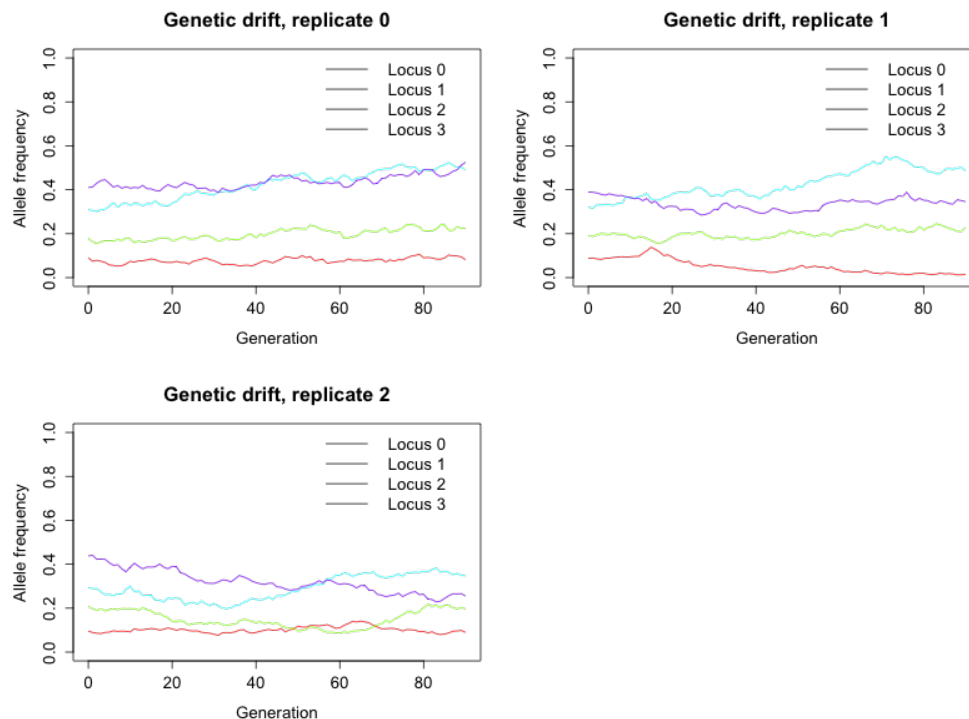 Genetic drift, replicate 0
Allele frequency
0.0 0.2 0.4 0.6 0.8 1.0
Locus 0
Locus 1
Locus 2
Locus 3
0 20 40 60 80
Generation
Genetic drift, replicate 1
Allele frequency
0.0 0.2 0.4 0.6 0.8 1.0
Locus 0
Locus 1
Locus 2
Locus 3
0 20 40 60 80
Generation
Genetic drift, replicate 2
Allele frequency
0.0 0.2 0.4 0.6 0.8 1.0
Locus 0
Locus 1
Locus 2
Locus 3
0 20 40 60 80
Generation